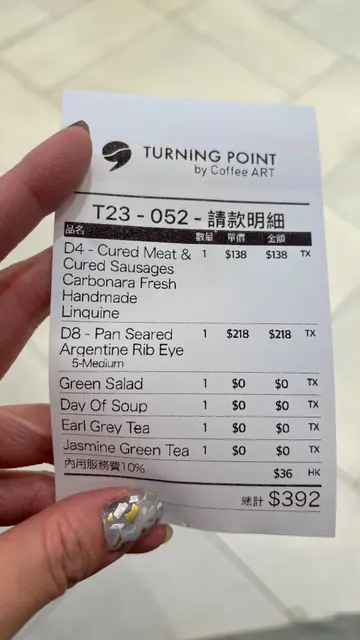 TURNING POINT
by Coffee ART
T23 - 052 - 請款明細
品名 數量 單價 金額
D4 - Cured Meat & 1 $138 $138 TX
Cured Sausages
Carbonara Fresh
Handmade
Linguine
D8 - Pan Seared 1 $218 $218 TX
Argentine Rib Eye
5-Medium
Green Salad 1 $0 $0 TX
Day Of Soup 1 $0 $0 TX
Earl Grey Tea 1 $0 $0 TX
Jasmine Green Tea 1 $0 $0 TX
內用服務費10% $36 HK
總計 $392